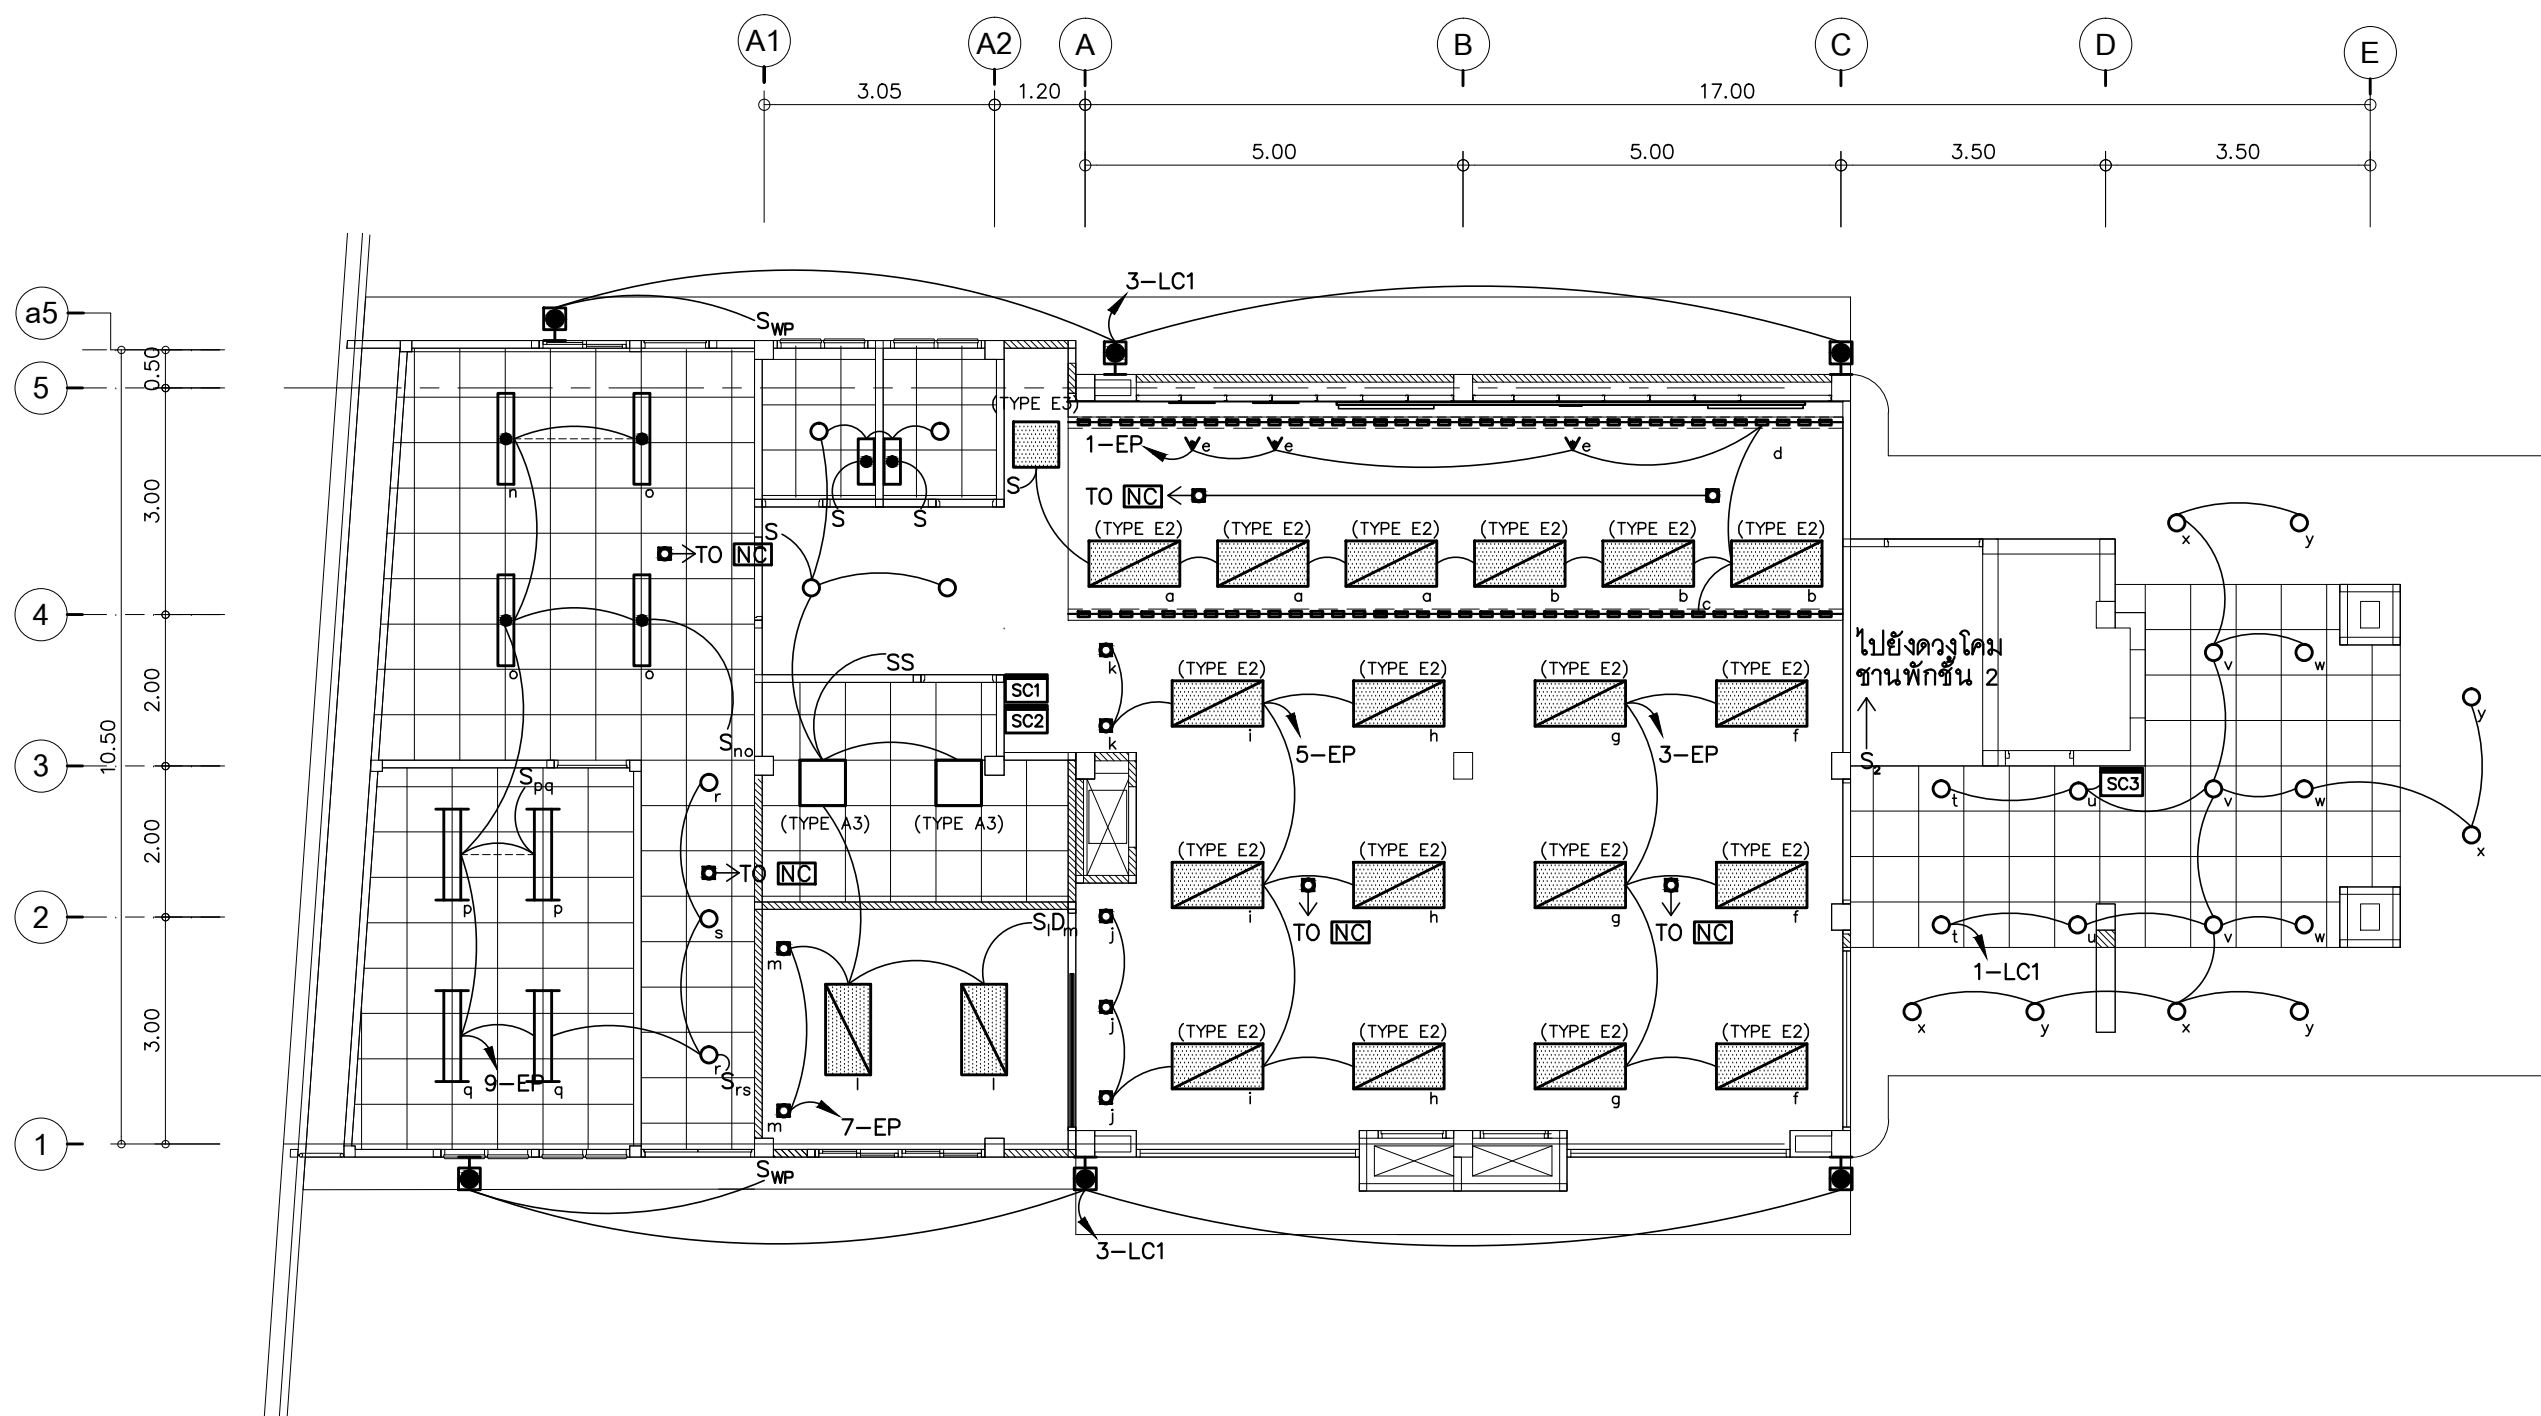 A1
A2
A
B
C
D
E
3.05
1.20
17.00
5.00
5.00
3.50
3.50
3-LC1
a5
SWP
0.50
5
(TYPE E3)
1-EP
e
e
e
d
n
o
S
TO NC
3.00
S
S
S
(TYPE E2)
(TYPE E2)
(TYPE E2)
(TYPE E2)
(TYPE E2)
(TYPE E2)
x
y
TO NC
a
a
a
b
b
b
c
4
ไปยังดวงโคม
ชานพักชั้น 2
k
v
w
SS
(TYPE E2)
(TYPE E2)
(TYPE E2)
(TYPE E2)
o
o
SC1
SC2
2.00
10.50
y
Sno
k
i
h
g
f
5-EP
3-EP
3
S2
Spq
r
t
u
SC3
v
w
(TYPE A3)
(TYPE A3)
2.00
(TYPE E2)
(TYPE E2)
(TYPE E2)
(TYPE E2)
x
TO NC
p
p
2
s
SlDm
j
i
h
g
f
TO NC
TO NC
t
u
v
w
m
1-LC1
3.00
j
(TYPE E2)
(TYPE E2)
(TYPE E2)
(TYPE E2)
x
y
x
y
r
Srs
9-EP
q
q
l
l
i
h
g
f
j
m
7-EP
1
SWP
3-LC1